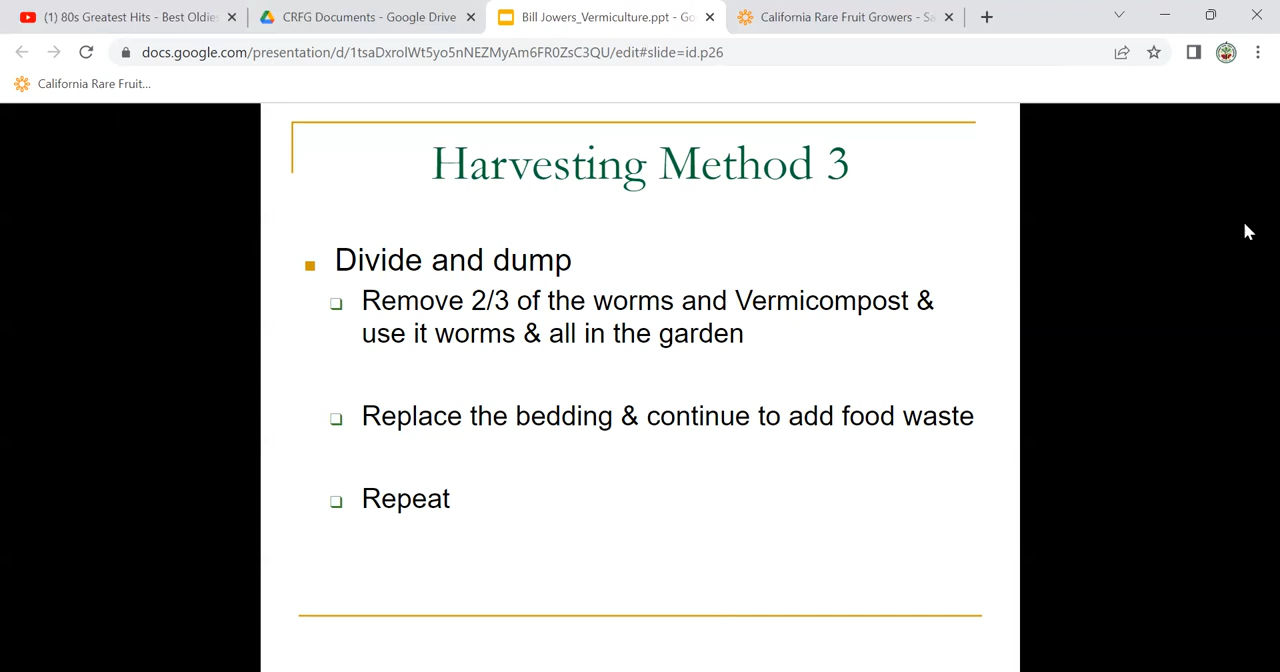 (1) 80s Greatest Hits - Best Oldie
CRFG Documents - Google Drive
Bill Jowers_Vermiculture.ppt - Go
California Rare Fruit Growers - Sa
docs.google.com/presentation/d/1tsaDxrolWt5yo5nNEZMyAm6FR0ZsC3QU/edit#slide=id.p26
California Rare Fruit...
Harvesting Method 3
Divide and dump
Remove 2/3 of the worms and Vermicompost &
use it worms & all in the garden
Replace the bedding & continue to add food waste
Repeat